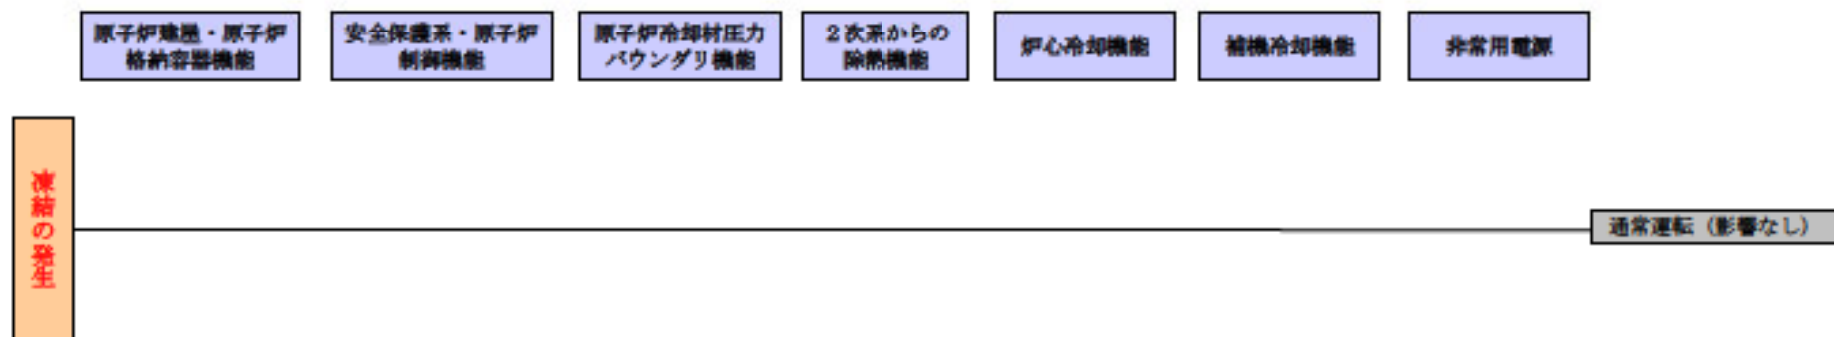 原子炉建屋・原子炉
格納容器機能
安全保護系・原子炉
制御機能
原子炉冷却材圧力
バウンダリ機能
２次系からの
除熱機能
炉心冷却機能
補機冷却機能
非常用電源
凍結の発生
通常運転（影響なし）